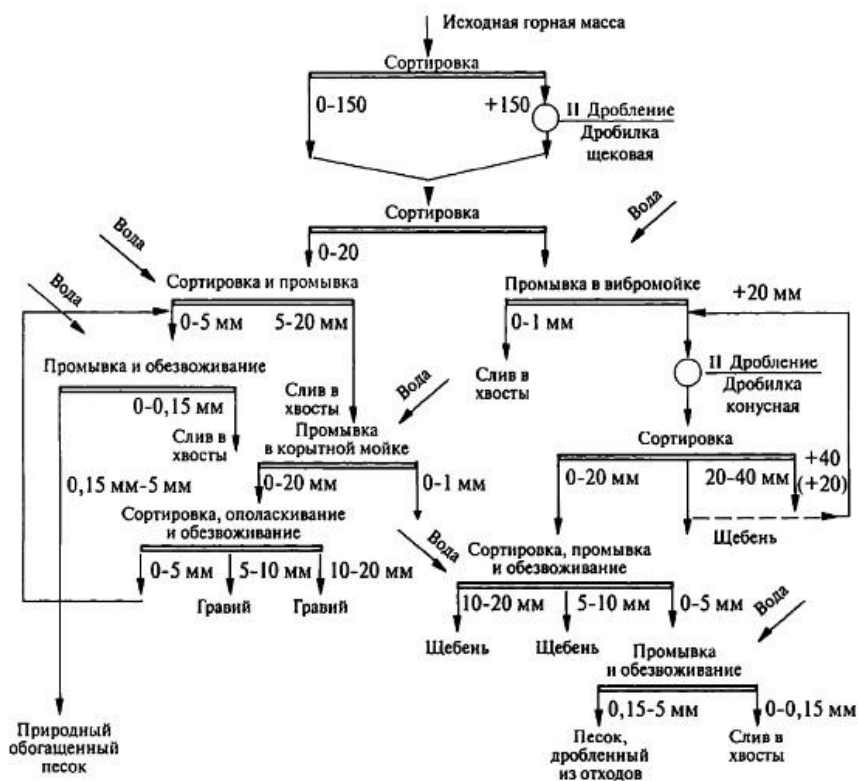 Исходная горная масса
Сортировка
0-150
+150
II Дробление
Дробилка
щековая
Сортировка
Вода
Вода
0-20
Вода
Сортировка и промывка
Промывка в вибромойке
+20 мм
0-5 мм
5-20 мм
0-1 мм
Промывка и обезвоживание
II Дробление
Дробилка
конусная
Слив в
хвосты
Слив в
хвосты
Вода
0-0,15 мм
Слив в
хвосты
Промывка
в корытной мойке
Сортировка
+40
(+20)
0,15 мм-5 мм
0-20 мм
0-1 мм
0-20 мм
20-40 мм
Сортировка, ополаскивание
и обезвоживание
Вода
Щебень
Сортировка, промывка
и обезвоживание
0-5 мм
5-10 мм
10-20 мм
10-20 мм
5-10 мм
0-5 мм
Вода
Гравий
Гравий
Щебень
Щебень
Промывка
и обезвоживание
0,15-5 мм
0-0,15 мм
Природный
обогащенный
песок
Песок,
дробленный
из отходов
Слив в
хвосты